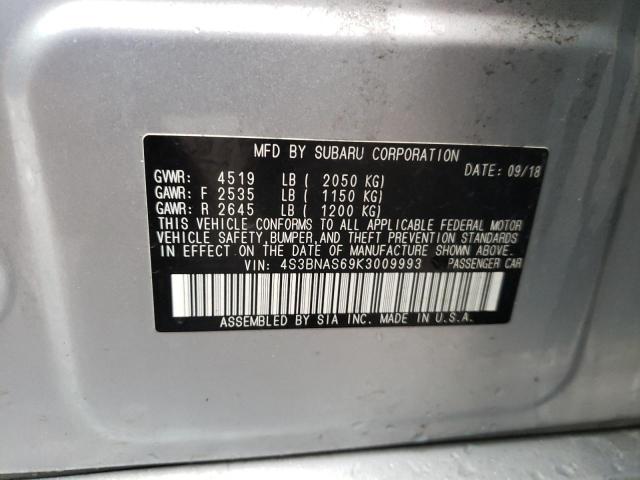 MFD BY SUBARU CORPORATION
DATE: 09/18
GVWR: 4519 LB ( 2050 KG)
GAWR: F 2535 LB ( 1150 KG)
GAWR: R 2645 LB ( 1200 KG)
THIS VEHICLE CONFORMS TO ALL APPLICABLE FEDERAL MOTOR
VEHICLE SAFETY,BUMPER,AND THEFT PREVENTION STANDARDS
IN EFFECT ON THE DATE OF MANUFACTURE SHOWN ABOVE.
VIN: 4S3BNAS69K3009993 PASSENGER CAR
ASSEMBLED BY SIA INC. MADE IN U.S.A.